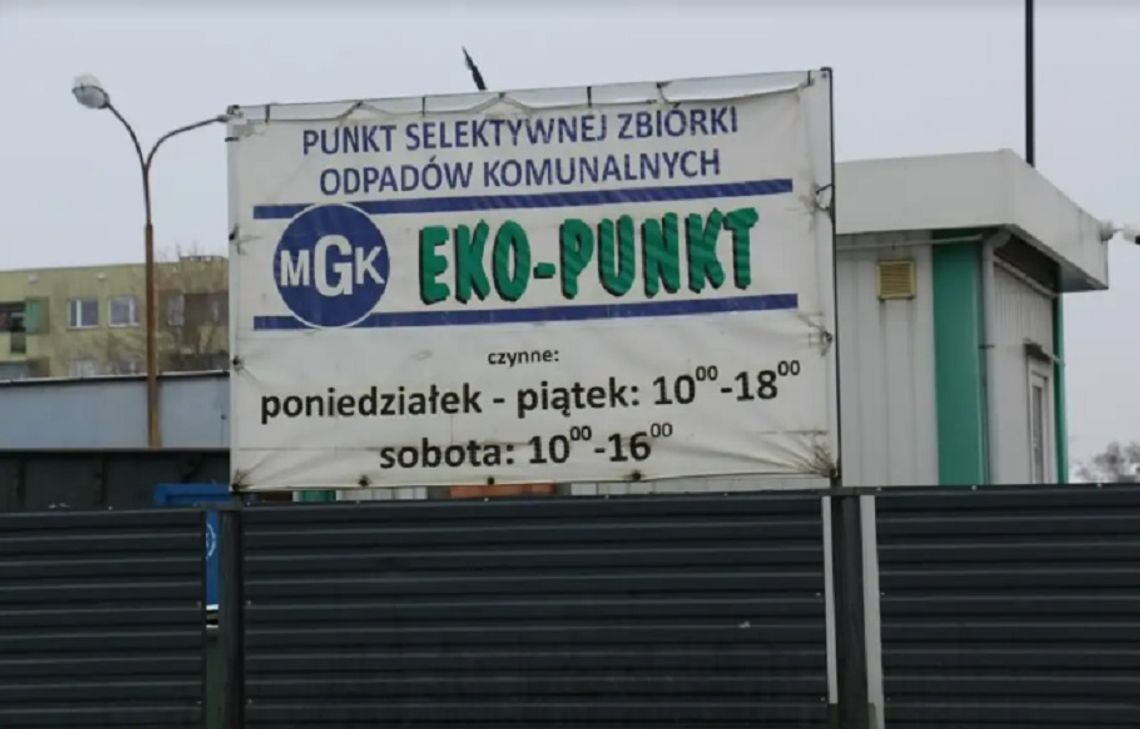 PUNKT SELEKTYWNEJ ZBIÓRKI
ODPADÓW KOMUNALNYCH
MGK EKO-PUNKT
czynne:
poniedziałek - piątek: 10⁰⁰-18⁰⁰
sobota: 10⁰⁰-16⁰⁰